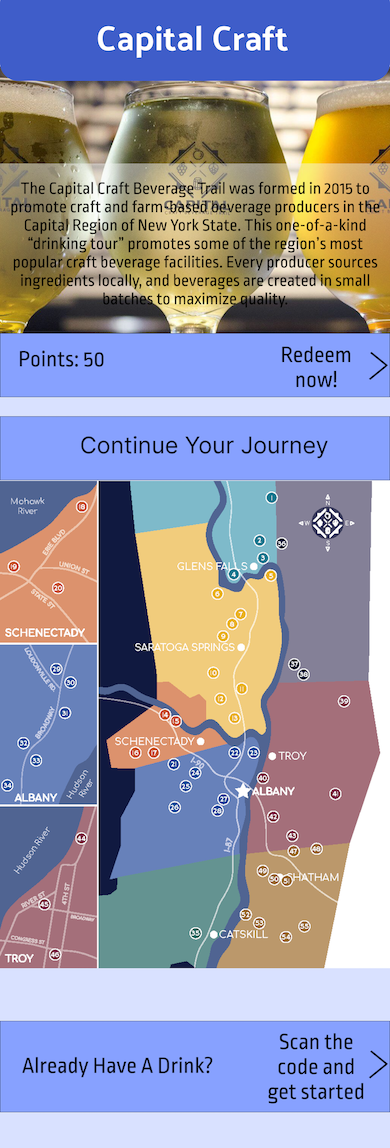 Capital Craft
The Capital Craft Beverage Trail was formed in 2015 to
promote craft and farm-based beverage producers in the
Capital Region of New York State. This one-of-a-kind
“drinking tour” promotes some of the region’s most
popular craft beverage facilities. Every producer sources
ingredients locally, and beverages are created in small
batches to maximize quality.
Points: 50
Redeem
now!
Continue Your Journey
Mohawk
River
18
ERIE BLVD
19
UNION ST
20
STATE ST
SCHENECTADY
LOUDONVILLE RD
29
30
31
BROADWAY
32
33
34
Hudson
River
ALBANY
Hudson River
44
4TH ST
RIVER ST
45
BROADWAY
CONGRESS ST
46
TROY
1
N
W
E
S
2
36
3
GLENS FALLS
4
5
6
7
8
9
SARATOGA SPRINGS
37
38
10
11
12
39
13
14
15
SCHENECTADY
16
17
I-90
22
23
TROY
21
24
40
25
ALBANY
41
26
27
28
42
I-87
43
47
48
49
50
51
CHATHAM
52
53
55
54
35
CATSKILL
Already Have A Drink?
Scan the
code and
get started